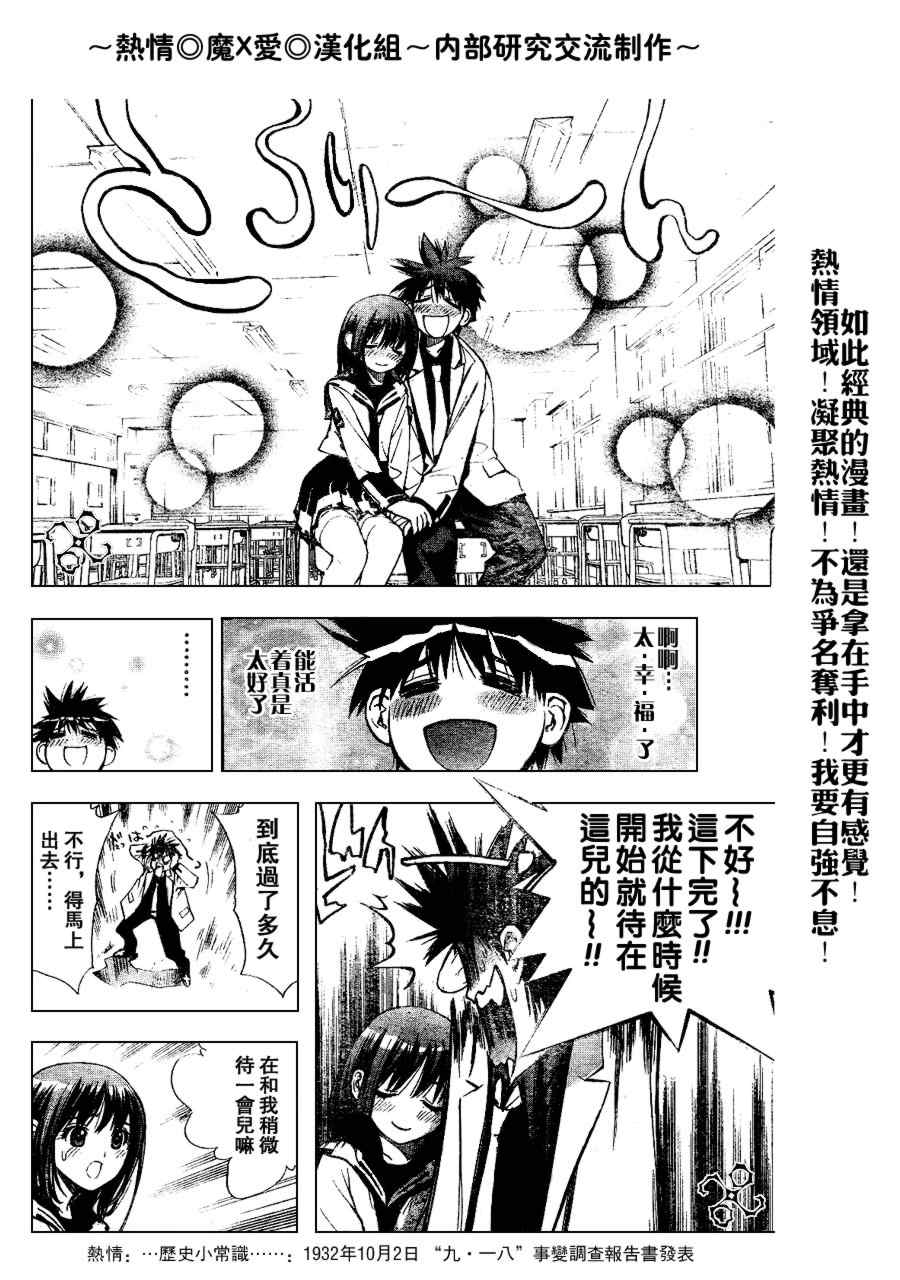 ～熱情◎魔X愛◎漢化組～内部研究交流制作～
如此經典的漫畫！還是拿在手中才更有感覺！
熱情領域！凝聚熱情！不為爭名奪利！我要自強不息！
啊啊…
太・幸・福・了
能活
着真是
太好了
………
不好～!!!
這下完了!!
我從什麼時候
開始就待在
這兒的～!!
到底過了多久
不行，得馬上
出去……
在和我稍微
待一會兒嘛
熱情：…歷史小常識……：1932年10月2日 “九・一八”事變調查報告書發表